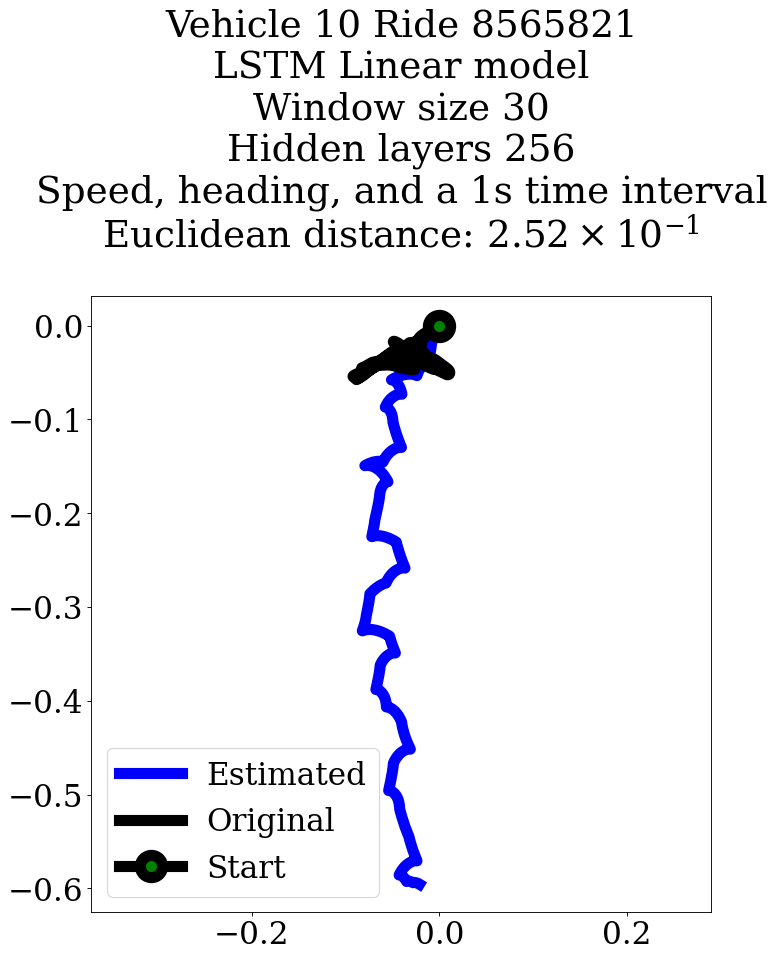 Vehicle 10 Ride 8565821
LSTM Linear model
Window size 30
Hidden layers 256
Speed, heading, and a 1s time interval
Euclidean distance: 2.52 × 10⁻¹
0.0
−0.1
−0.2
−0.3
−0.4
−0.5
−0.6
Estimated
Original
Start
−0.2
0.0
0.2